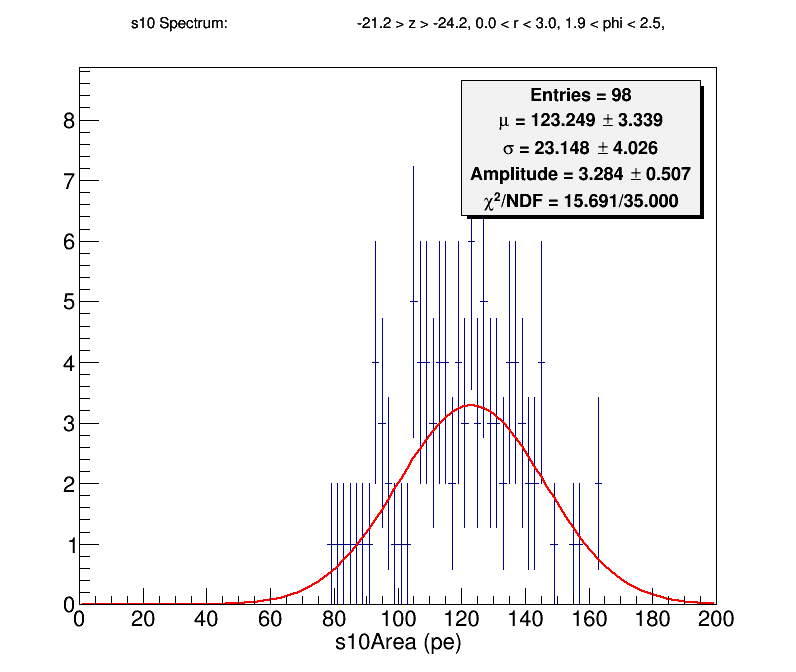 s10 Spectrum: -21.2 > z > -24.2, 0.0 < r < 3.0, 1.9 < phi < 2.5,
Entries = 98
μ = 123.249 ± 3.339
σ = 23.148 ± 4.026
Amplitude = 3.284 ± 0.507
χ²/NDF = 15.691/35.000
8
7
6
5
4
3
2
1
0
0 20 40 60 80 100 120 140 160 180 200
s10Area (pe)